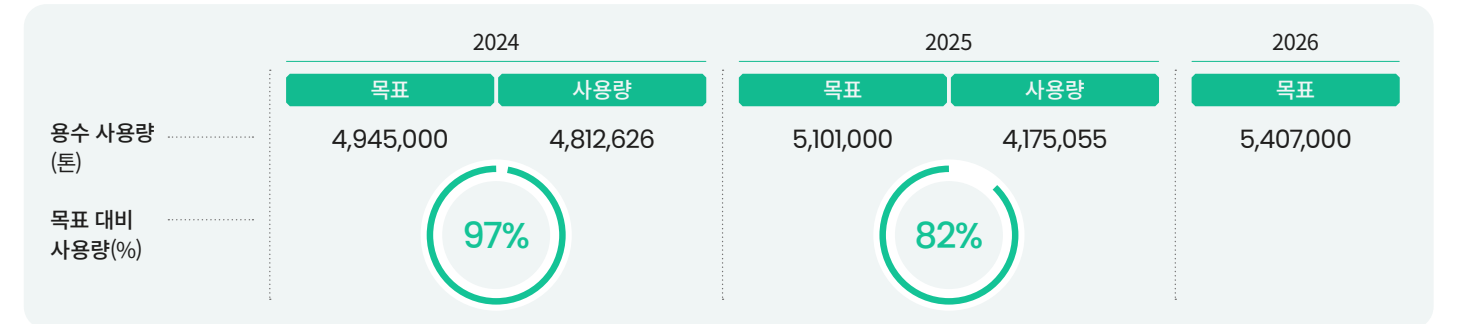 2024
2025
2026
목표
사용량
목표
사용량
목표
용수 사용량
(톤)
4,945,000
4,812,626
5,101,000
4,175,055
5,407,000
목표 대비
사용량(%)
97%
82%